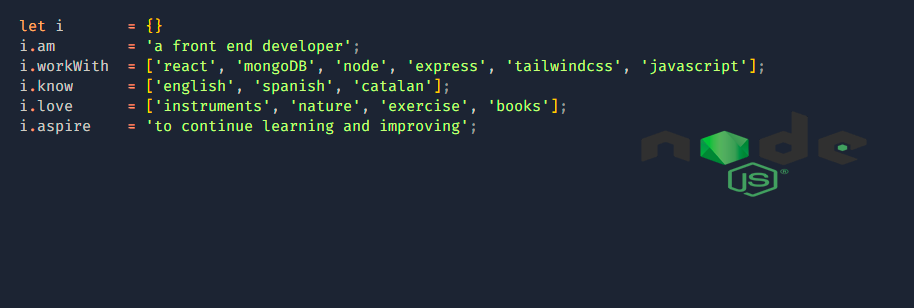 let i       = {}
i.am        = 'a front end developer';
i.workWith  = ['react', 'mongoDB', 'node', 'express', 'tailwindcss', 'javascript'];
i.know      = ['english', 'spanish', 'catalan'];
i.love      = ['instruments', 'nature', 'exercise', 'books'];
i.aspire    = 'to continue learning and improving';
node
JS®